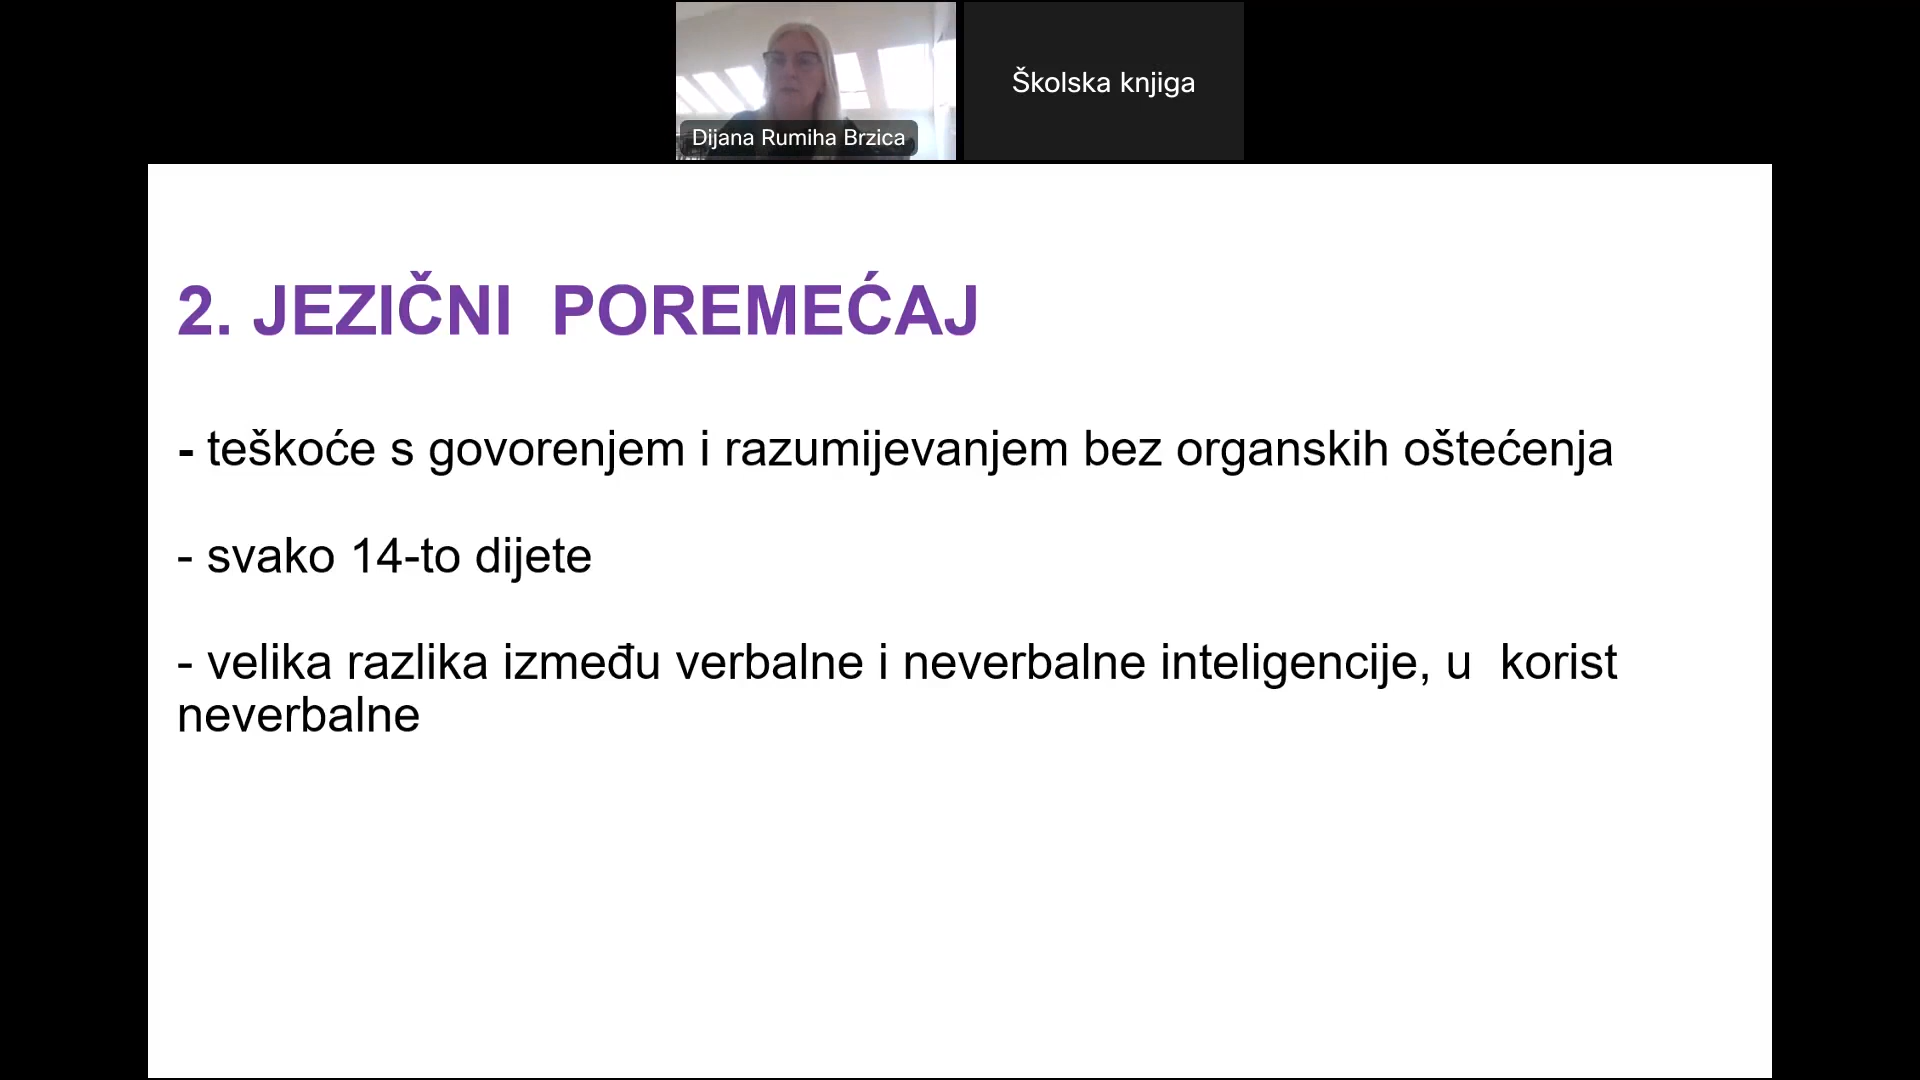 Dijana Rumiha Brzica
Školska knjiga
2. JEZIČNI  POREMEĆAJ
- teškoće s govorenjem i razumijevanjem bez organskih oštećenja
- svako 14-to dijete
- velika razlika između verbalne i neverbalne inteligencije, u  korist
neverbalne